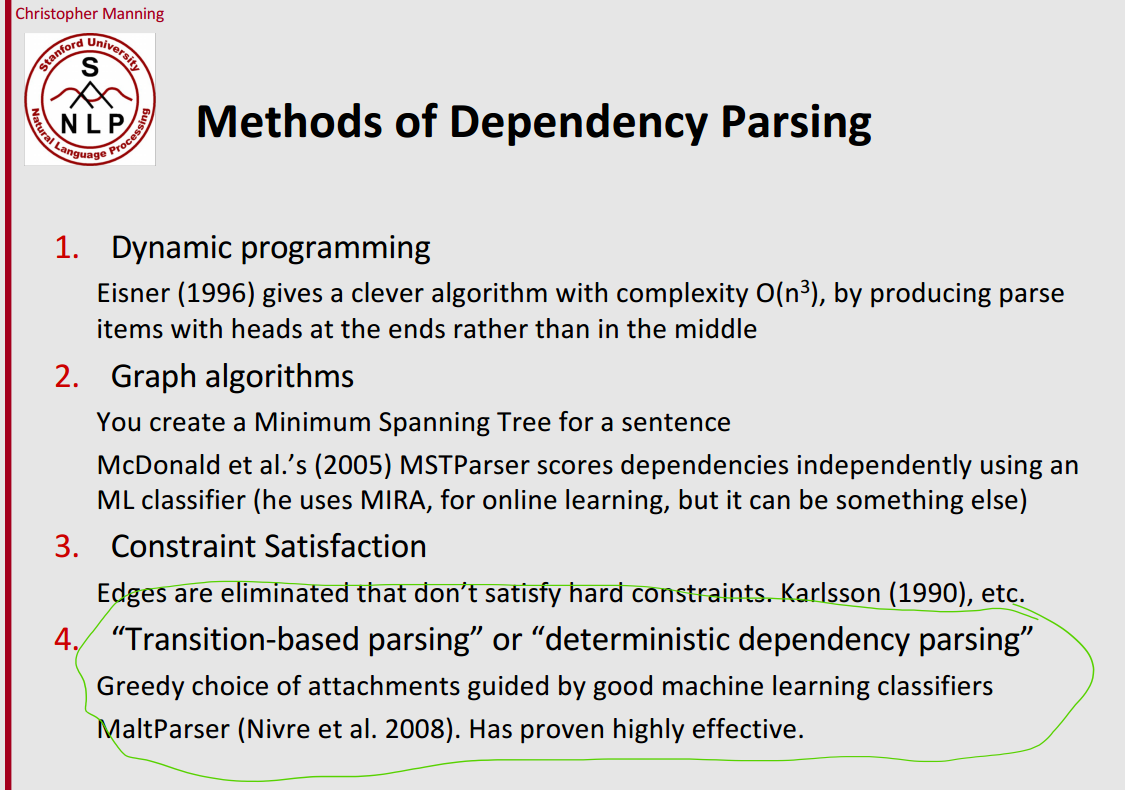 Christopher Manning
Stanford University
S
N L P
Natural Language Processing
Methods of Dependency Parsing
1. Dynamic programming
Eisner (1996) gives a clever algorithm with complexity O(n³), by producing parse
items with heads at the ends rather than in the middle
2. Graph algorithms
You create a Minimum Spanning Tree for a sentence
McDonald et al.’s (2005) MSTParser scores dependencies independently using an
ML classifier (he uses MIRA, for online learning, but it can be something else)
3. Constraint Satisfaction
Edges are eliminated that don’t satisfy hard constraints. Karlsson (1990), etc.
4. “Transition-based parsing” or “deterministic dependency parsing”
Greedy choice of attachments guided by good machine learning classifiers
MaltParser (Nivre et al. 2008). Has proven highly effective.